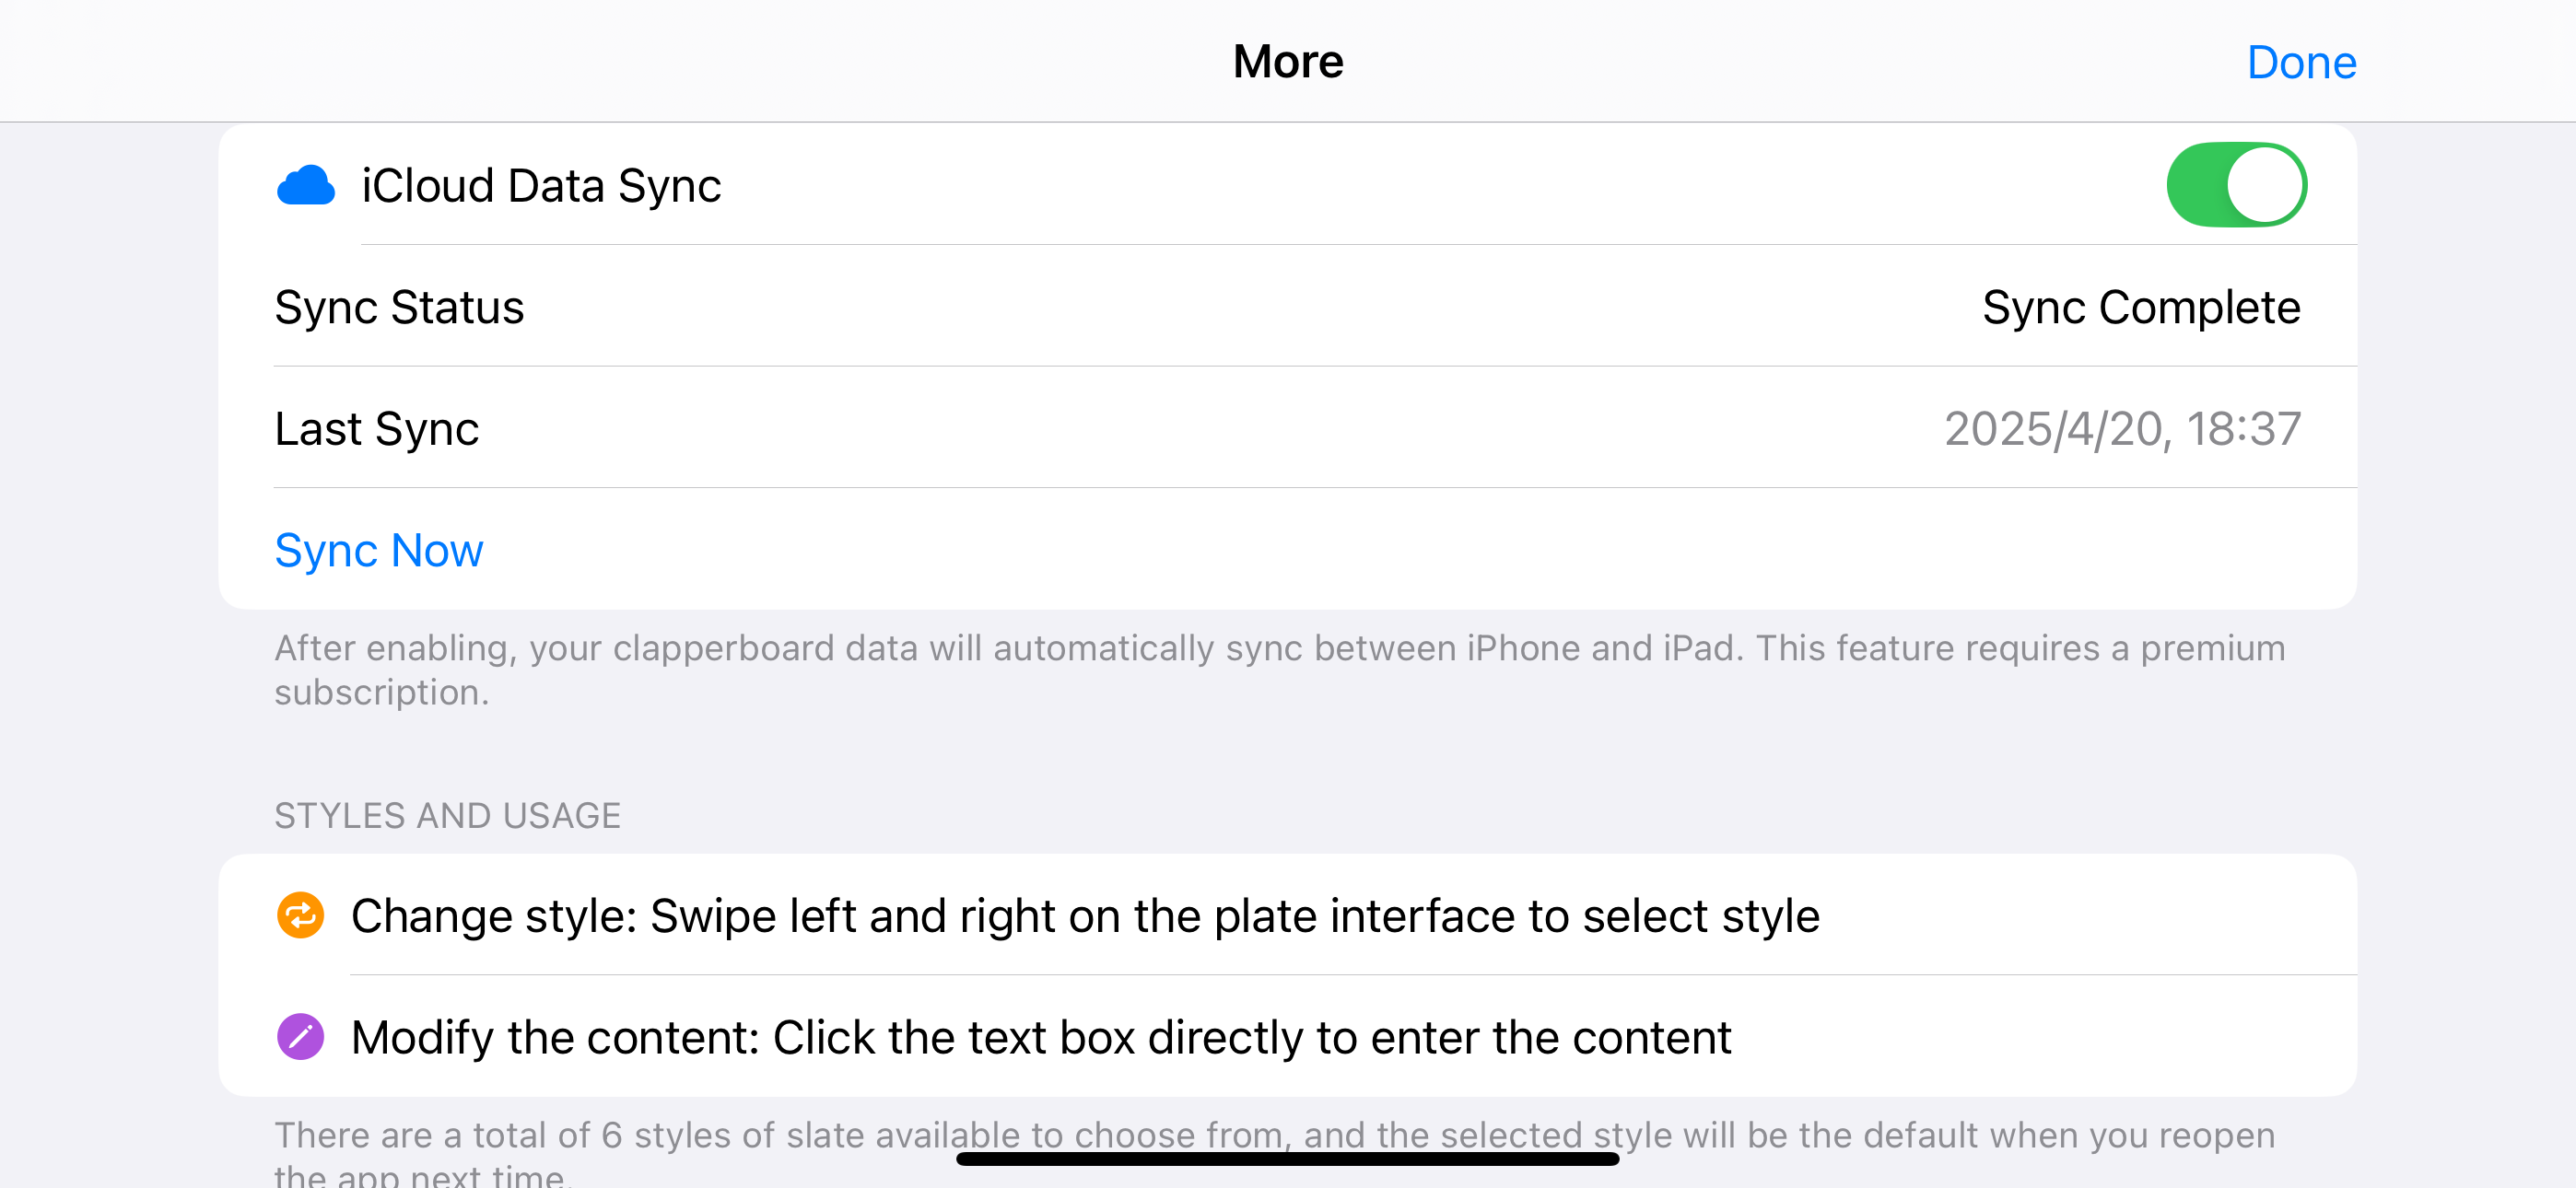 More
Done
iCloud Data Sync
Sync Status
Sync Complete
Last Sync
2025/4/20, 18:37
Sync Now
After enabling, your clapperboard data will automatically sync between iPhone and iPad. This feature requires a premium
subscription.
STYLES AND USAGE
Change style: Swipe left and right on the plate interface to select style
Modify the content: Click the text box directly to enter the content
There are a total of 6 styles of slate available to choose from, and the selected style will be the default when you reopen
the app next time.